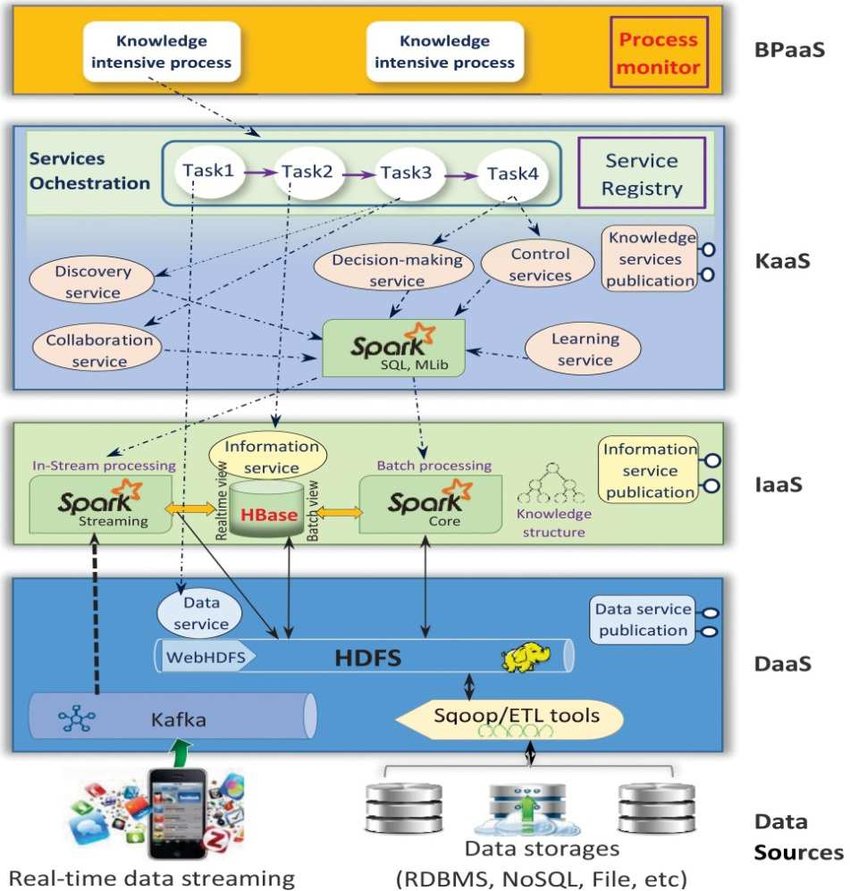 Knowledge
intensive process
Knowledge
intensive process
Process
monitor
BPaaS
Services
Ochestration
Task1
Task2
Task3
Task4
Service
Registry
Discovery
service
Decision-making
service
Control
services
Knowledge
services
publication
KaaS
Collaboration
service
Spark
SQL, MLib
Learning
service
Information
service
In-Stream processing
Batch processing
Spark
Streaming
Realtime view
HBase
Batch view
Spark
Core
Knowledge
structure
Information
service
publication
IaaS
Data
service
Data service
publication
WebHDFS
HDFS
DaaS
Kafka
Sqoop/ETL tools
Real-time data streaming
Data storages
(RDBMS, NoSQL, File, etc)
Data
Sources